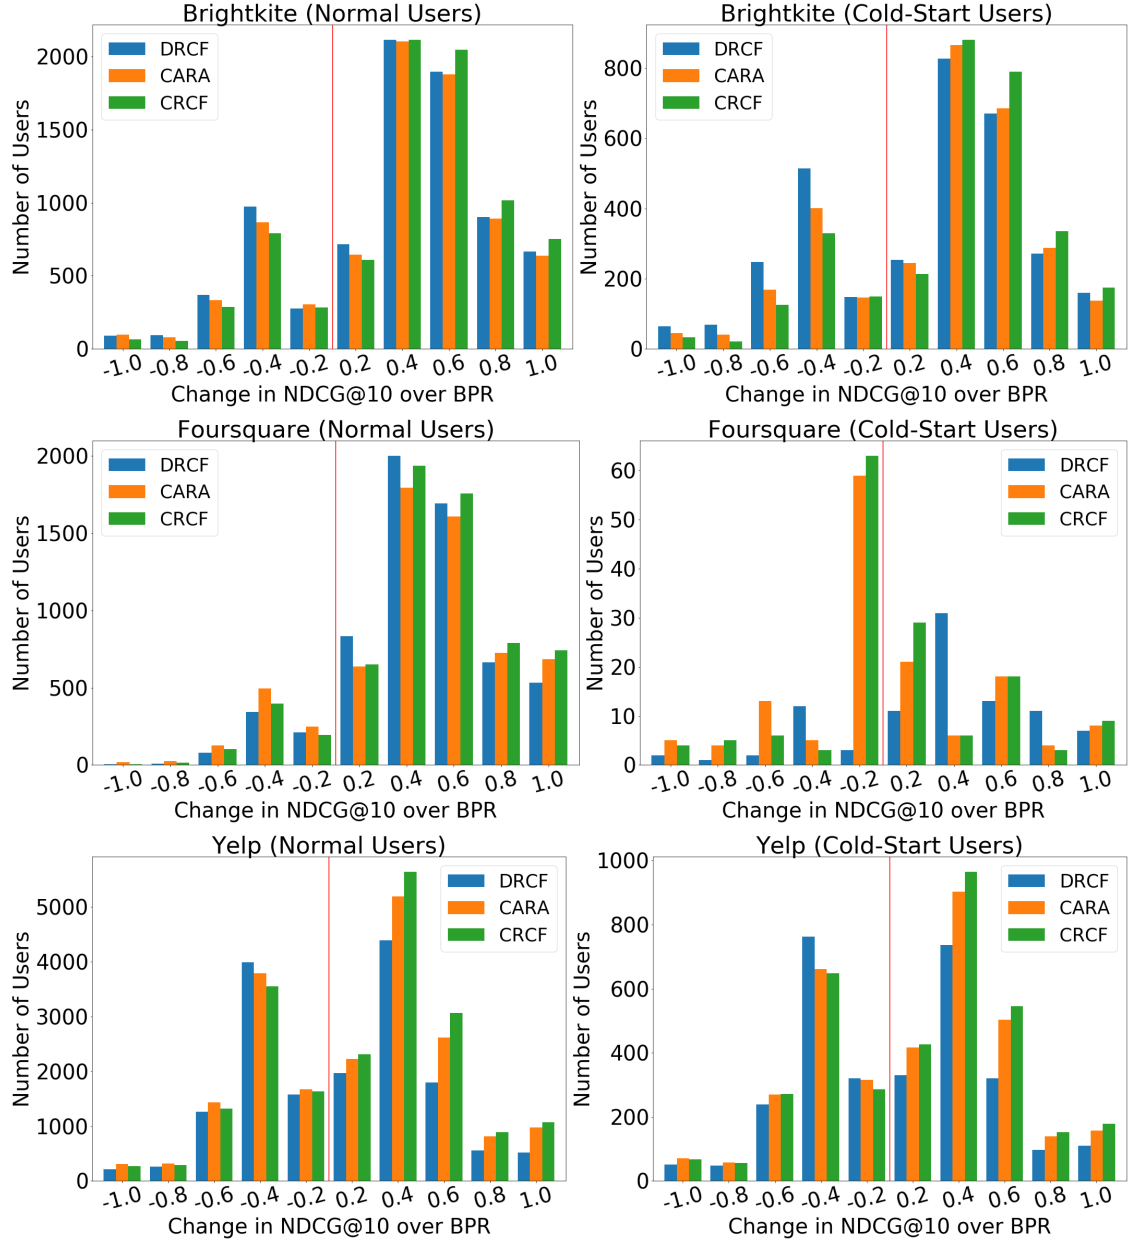 Brightkite (Normal Users)
Number of Users
2000
1500
1000
500
0
DRCF
CARA
CRCF
-1.0 -0.8 -0.6 -0.4 -0.2 0.2 0.4 0.6 0.8 1.0
Change in NDCG@10 over BPR
Brightkite (Cold-Start Users)
Number of Users
800
600
400
200
0
DRCF
CARA
CRCF
-1.0 -0.8 -0.6 -0.4 -0.2 0.2 0.4 0.6 0.8 1.0
Change in NDCG@10 over BPR
Foursquare (Normal Users)
Number of Users
2000
1500
1000
500
0
DRCF
CARA
CRCF
-1.0 -0.8 -0.6 -0.4 -0.2 0.2 0.4 0.6 0.8 1.0
Change in NDCG@10 over BPR
Foursquare (Cold-Start Users)
Number of Users
60
50
40
30
20
10
0
DRCF
CARA
CRCF
-1.0 -0.8 -0.6 -0.4 -0.2 0.2 0.4 0.6 0.8 1.0
Change in NDCG@10 over BPR
Yelp (Normal Users)
Number of Users
5000
4000
3000
2000
1000
0
DRCF
CARA
CRCF
-1.0 -0.8 -0.6 -0.4 -0.2 0.2 0.4 0.6 0.8 1.0
Change in NDCG@10 over BPR
Yelp (Cold-Start Users)
Number of Users
1000
800
600
400
200
0
DRCF
CARA
CRCF
-1.0 -0.8 -0.6 -0.4 -0.2 0.2 0.4 0.6 0.8 1.0
Change in NDCG@10 over BPR